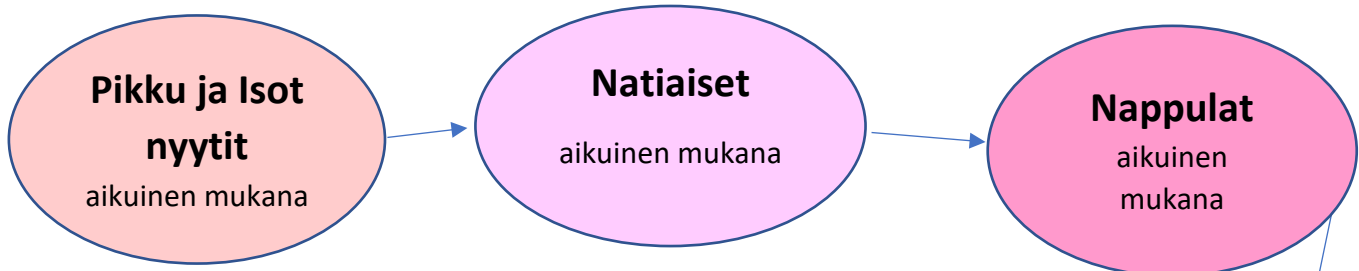 Pikku ja Isot
nyytit
aikuinen mukana
Natiaiset
aikuinen mukana
Nappulat
aikuinen
mukana